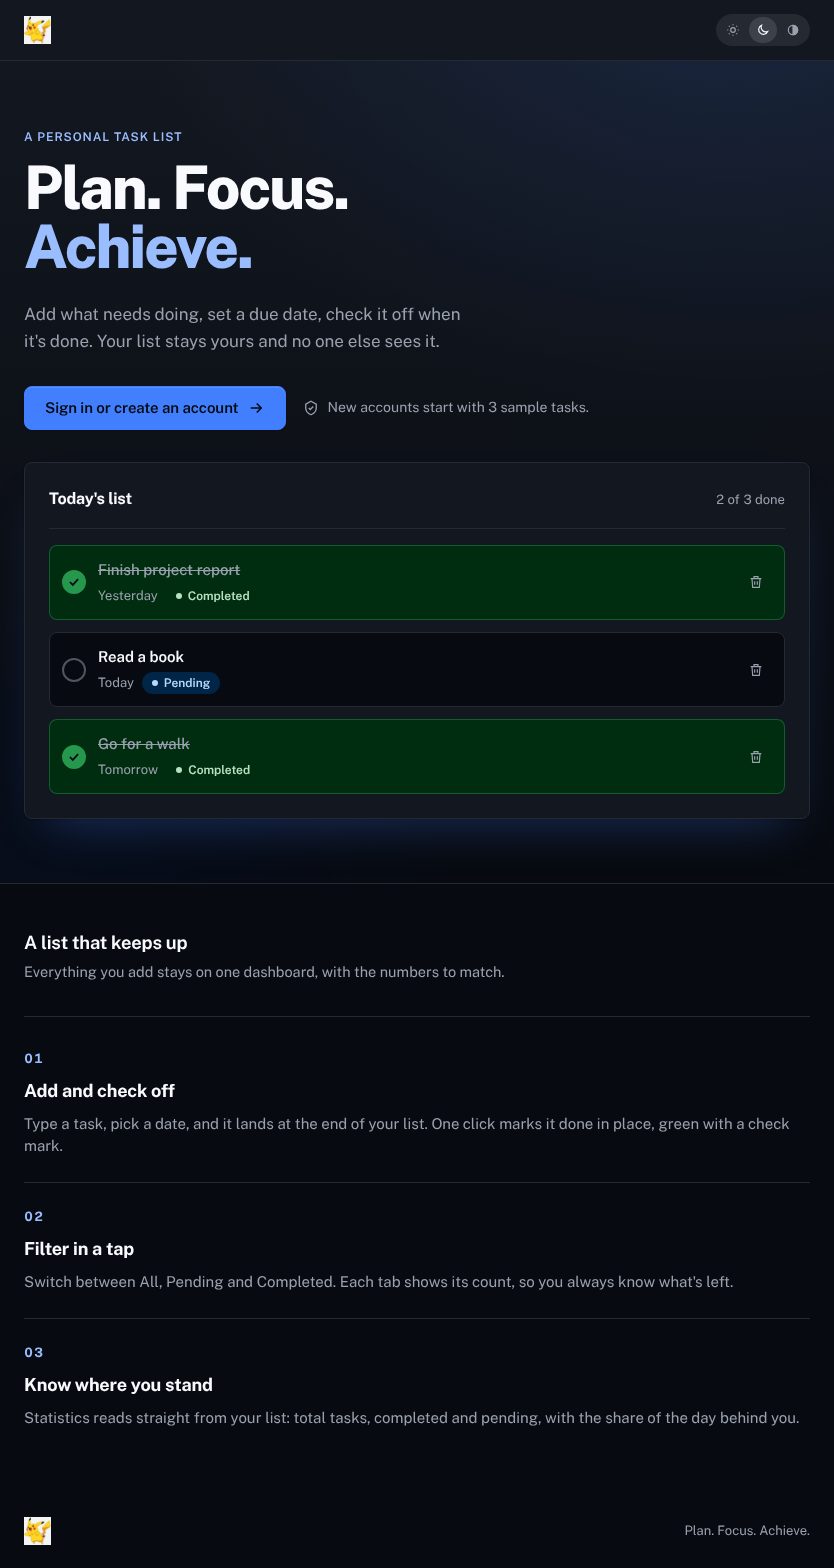 A PERSONAL TASK LIST
Plan. Focus.
Achieve.
Add what needs doing, set a due date, check it off when
it's done. Your list stays yours and no one else sees it.
Sign in or create an account →
New accounts start with 3 sample tasks.
Today's list
2 of 3 done
Finish project report
Yesterday
Completed
Read a book
Today
Pending
Go for a walk
Tomorrow
Completed
A list that keeps up
Everything you add stays on one dashboard, with the numbers to match.
01
Add and check off
Type a task, pick a date, and it lands at the end of your list. One click marks it done in place, green with a check
mark.
02
Filter in a tap
Switch between All, Pending and Completed. Each tab shows its count, so you always know what's left.
03
Know where you stand
Statistics reads straight from your list: total tasks, completed and pending, with the share of the day behind you.
Plan. Focus. Achieve.